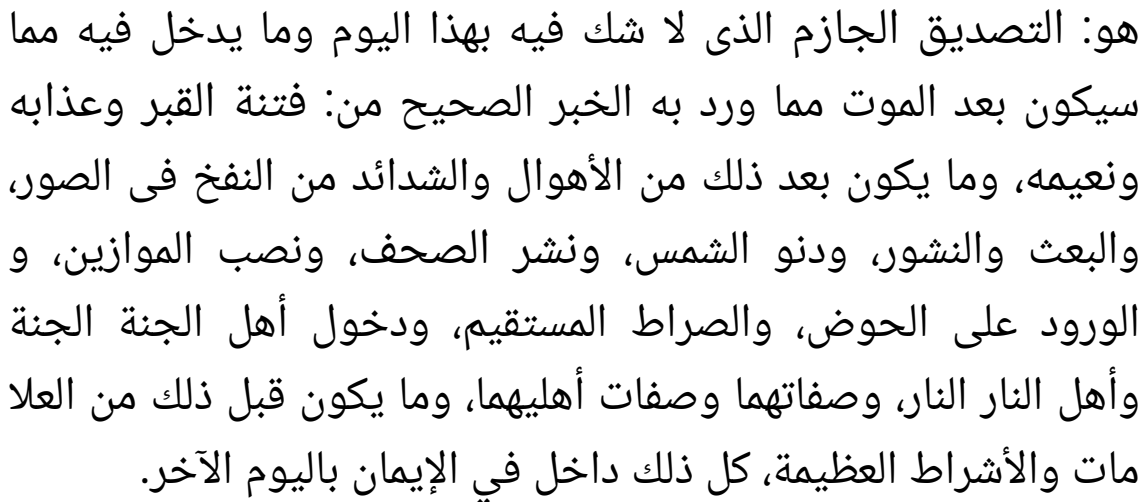 هو: التصديق الجازم الذى لا شك فيه بهذا اليوم وما يدخل فيه مما
سيكون بعد الموت مما ورد به الخبر الصحيح من: فتنة القبر وعذابه
ونعيمه، وما يكون بعد ذلك من الأهوال والشدائد من النفخ فى الصور،
والبعث والنشور، ودنو الشمس، ونشر الصحف، ونصب الموازين، و
الورود على الحوض، والصراط المستقيم، ودخول أهل الجنة الجنة
وأهل النار النار، وصفاتهما وصفات أهليهما، وما يكون قبل ذلك من العلا
مات والأشراط العظيمة، كل ذلك داخل في الإيمان باليوم الآخر.